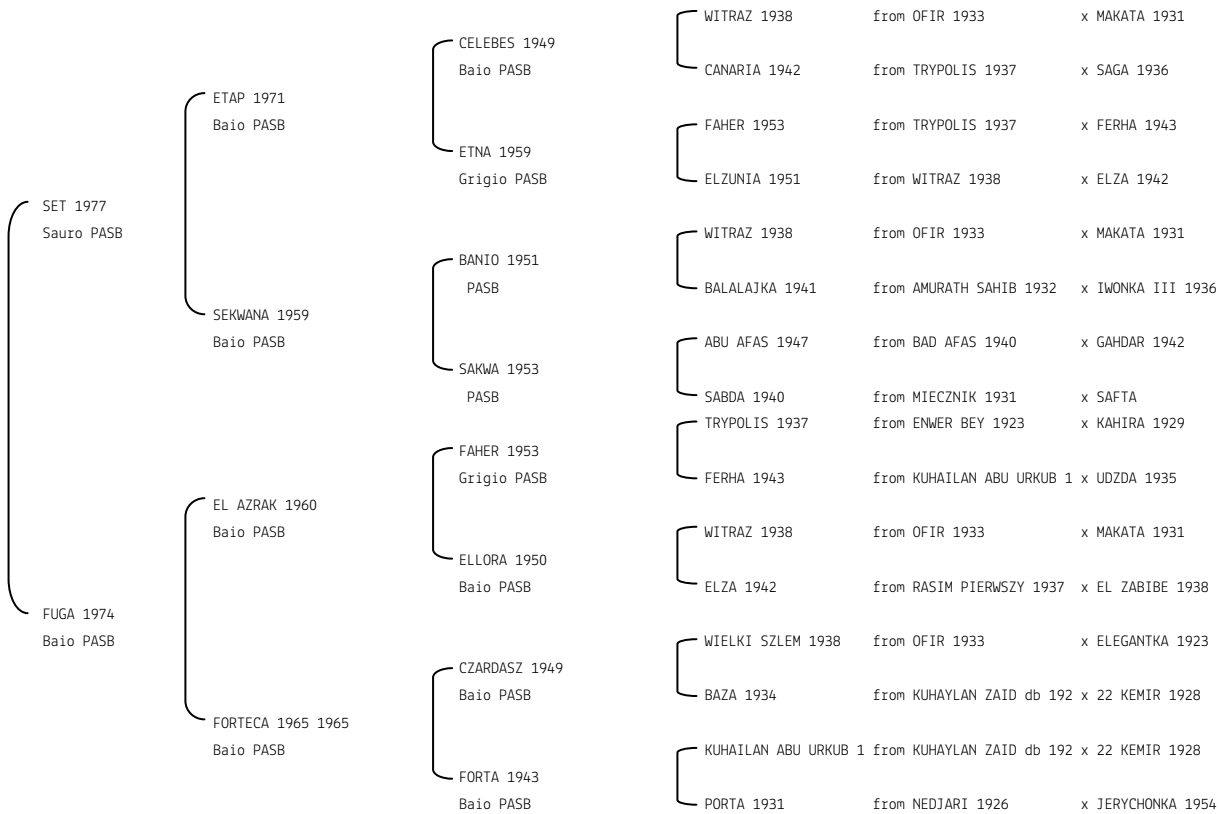 WITRAZ 1938 from OFIR 1933 x MAKATA 1931
CELEBES 1949
Baio PASB
CANARIA 1942 from TRYPOLIS 1937 x SAGA 1936
ETAP 1971
Baio PASB
FAHER 1953 from TRYPOLIS 1937 x FERHA 1943
ETNA 1959
Grigio PASB
ELZUNIA 1951 from WITRAZ 1938 x ELZA 1942
SET 1977
Sauro PASB
WITRAZ 1938 from OFIR 1933 x MAKATA 1931
BANIO 1951
PASB
BALALAJKA 1941 from AMURATH SAHIB 1932 x IWONKA III 1936
SEKWANA 1959
Baio PASB
ABU AFAS 1947 from BAD AFAS 1940 x GAHDAR 1942
SAKWA 1953
PASB
SABDA 1940 from MIECZNIK 1931 x SAFTA
TRYPOLIS 1937 from ENWER BEY 1923 x KAHIRA 1929
FAHER 1953
Grigio PASB
FERHA 1943 from KUHAILAN ABU URKUB 1 x UDZDA 1935
EL AZRAK 1960
Baio PASB
WITRAZ 1938 from OFIR 1933 x MAKATA 1931
ELLORA 1950
Baio PASB
ELZA 1942 from RASIM PIERWSZY 1937 x EL ZABIBE 1938
FUGA 1974
Baio PASB
WIELKI SZLEM 1938 from OFIR 1933 x ELEGANTKA 1923
CZARDASZ 1949
Baio PASB
BAZA 1934 from KUHAYLAN ZAID db 192 x 22 KEMIR 1928
FORTECA 1965 1965
Baio PASB
KUHAILAN ABU URKUB 1 from KUHAYLAN ZAID db 192 x 22 KEMIR 1928
FORTA 1943
Baio PASB
PORTA 1931 from NEDJARI 1926 x JERYCHONKA 1954